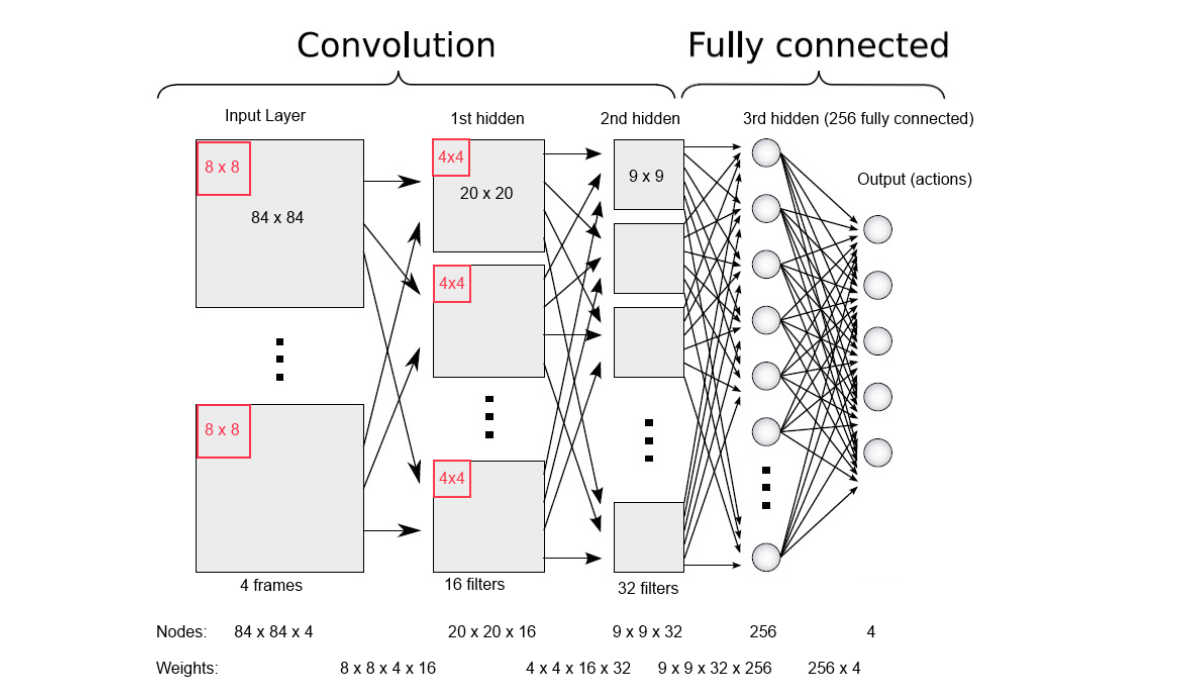 Convolution
Fully connected
Input Layer
1st hidden
2nd hidden
3rd hidden (256 fully connected)
8 x 8
84 x 84
4x4
20 x 20
9 x 9
Output (actions)
4x4
8 x 8
4x4
4 frames
16 filters
32 filters
Nodes: 84 x 84 x 4 20 x 20 x 16 9 x 9 x 32 256 4
Weights: 8 x 8 x 4 x 16 4 x 4 x 16 x 32 9 x 9 x 32 x 256 256 x 4